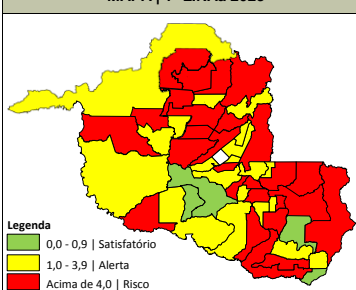 Legenda
0,0 - 0,9 | Satisfatório
1,0 - 3,9 | Alerta
Acima de 4,0 | Risco